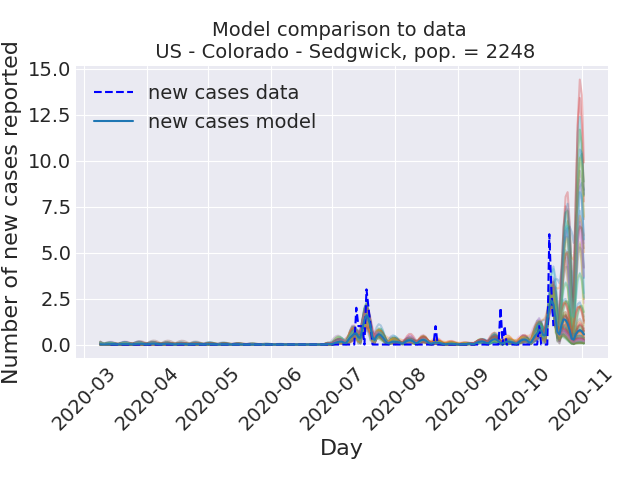 Model comparison to data
US - Colorado - Sedgwick, pop. = 2248
Number of new cases reported
15.0
12.5
10.0
7.5
5.0
2.5
0.0
new cases data
new cases model
2020-03
2020-04
2020-05
2020-06
2020-07
2020-08
2020-09
2020-10
2020-11
Day